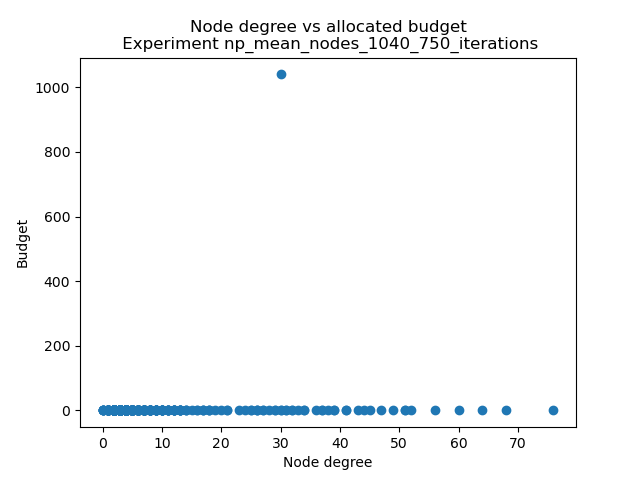 Node degree vs allocated budget
Experiment np_mean_nodes_1040_750_iterations
1000
800
600
400
200
0
Budget
0 10 20 30 40 50 60 70
Node degree